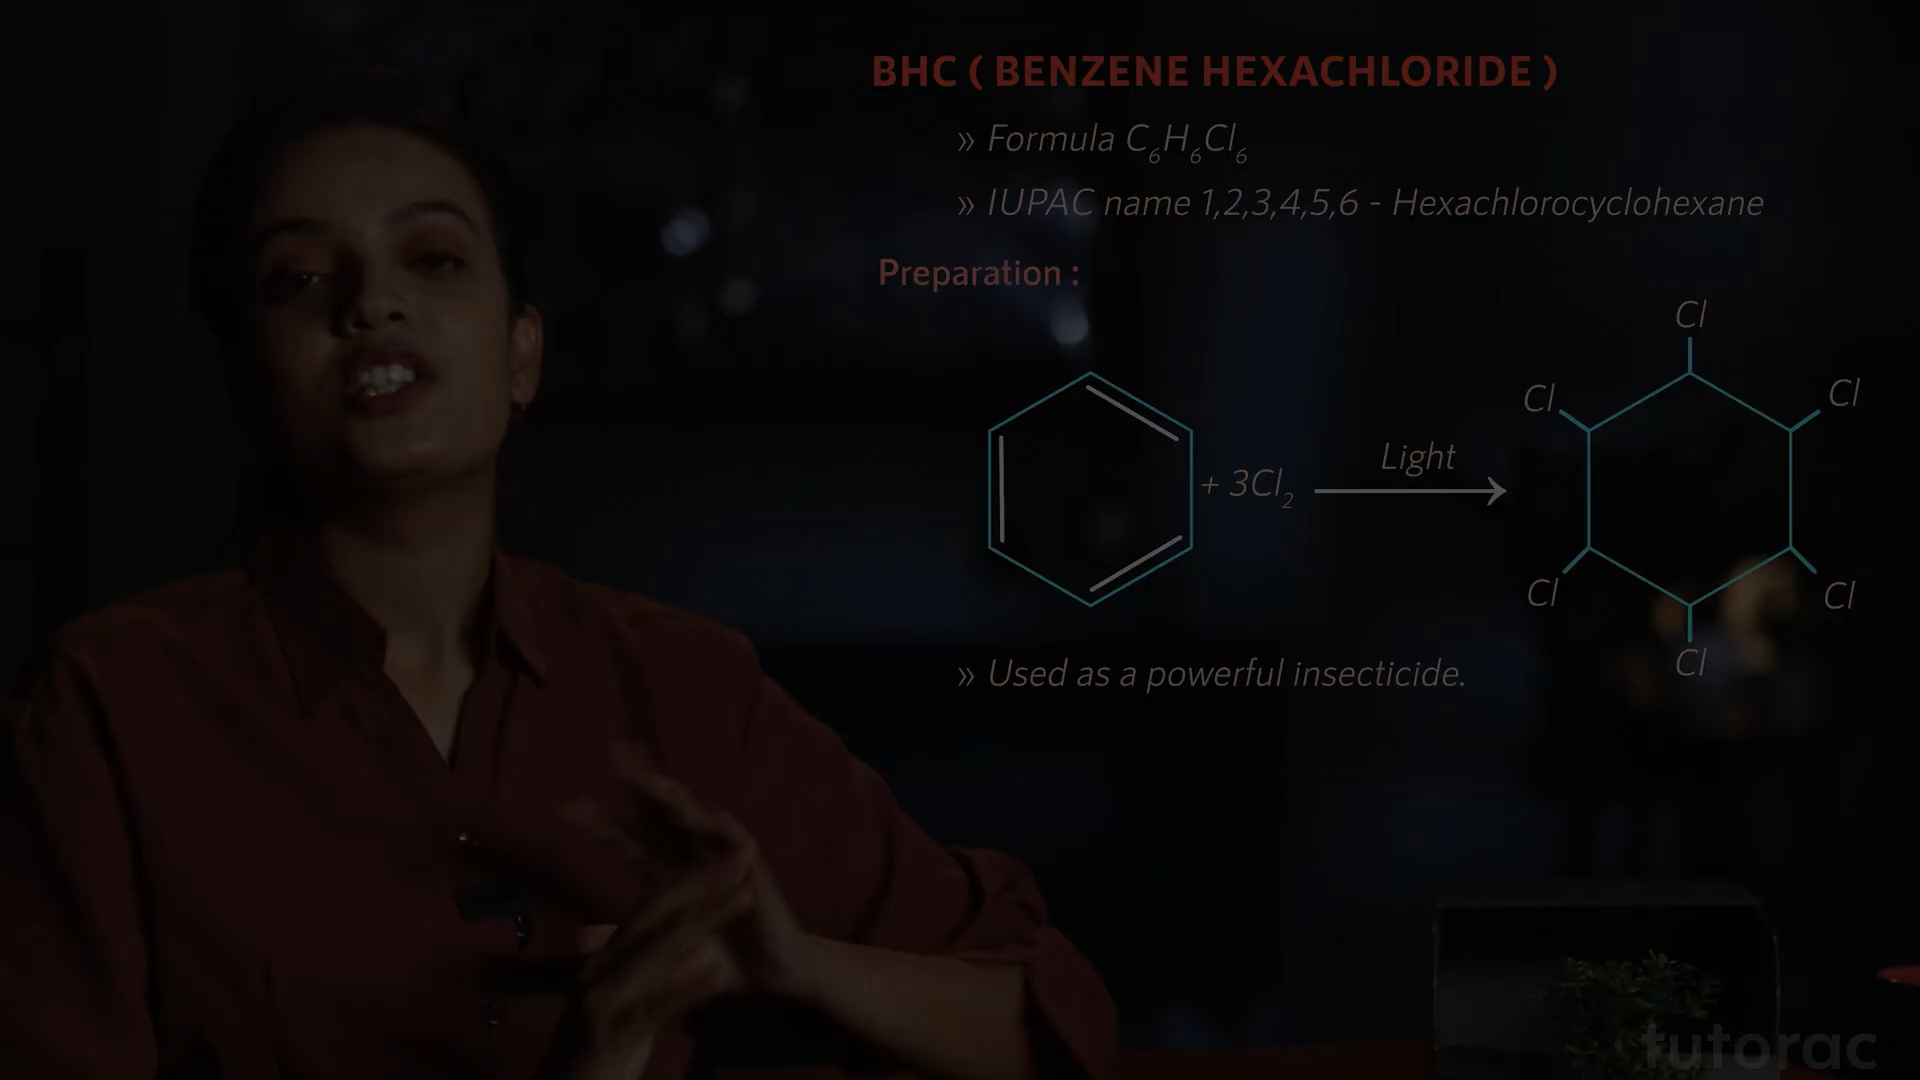 BHC ( BENZENE HEXACHLORIDE )
» Formula C₆H₆Cl₆
» IUPAC name 1,2,3,4,5,6 - Hexachlorocyclohexane
Preparation :
Cl
Cl Cl
Light
+ 3Cl₂
Cl Cl
Cl
» Used as a powerful insecticide.
tutorac